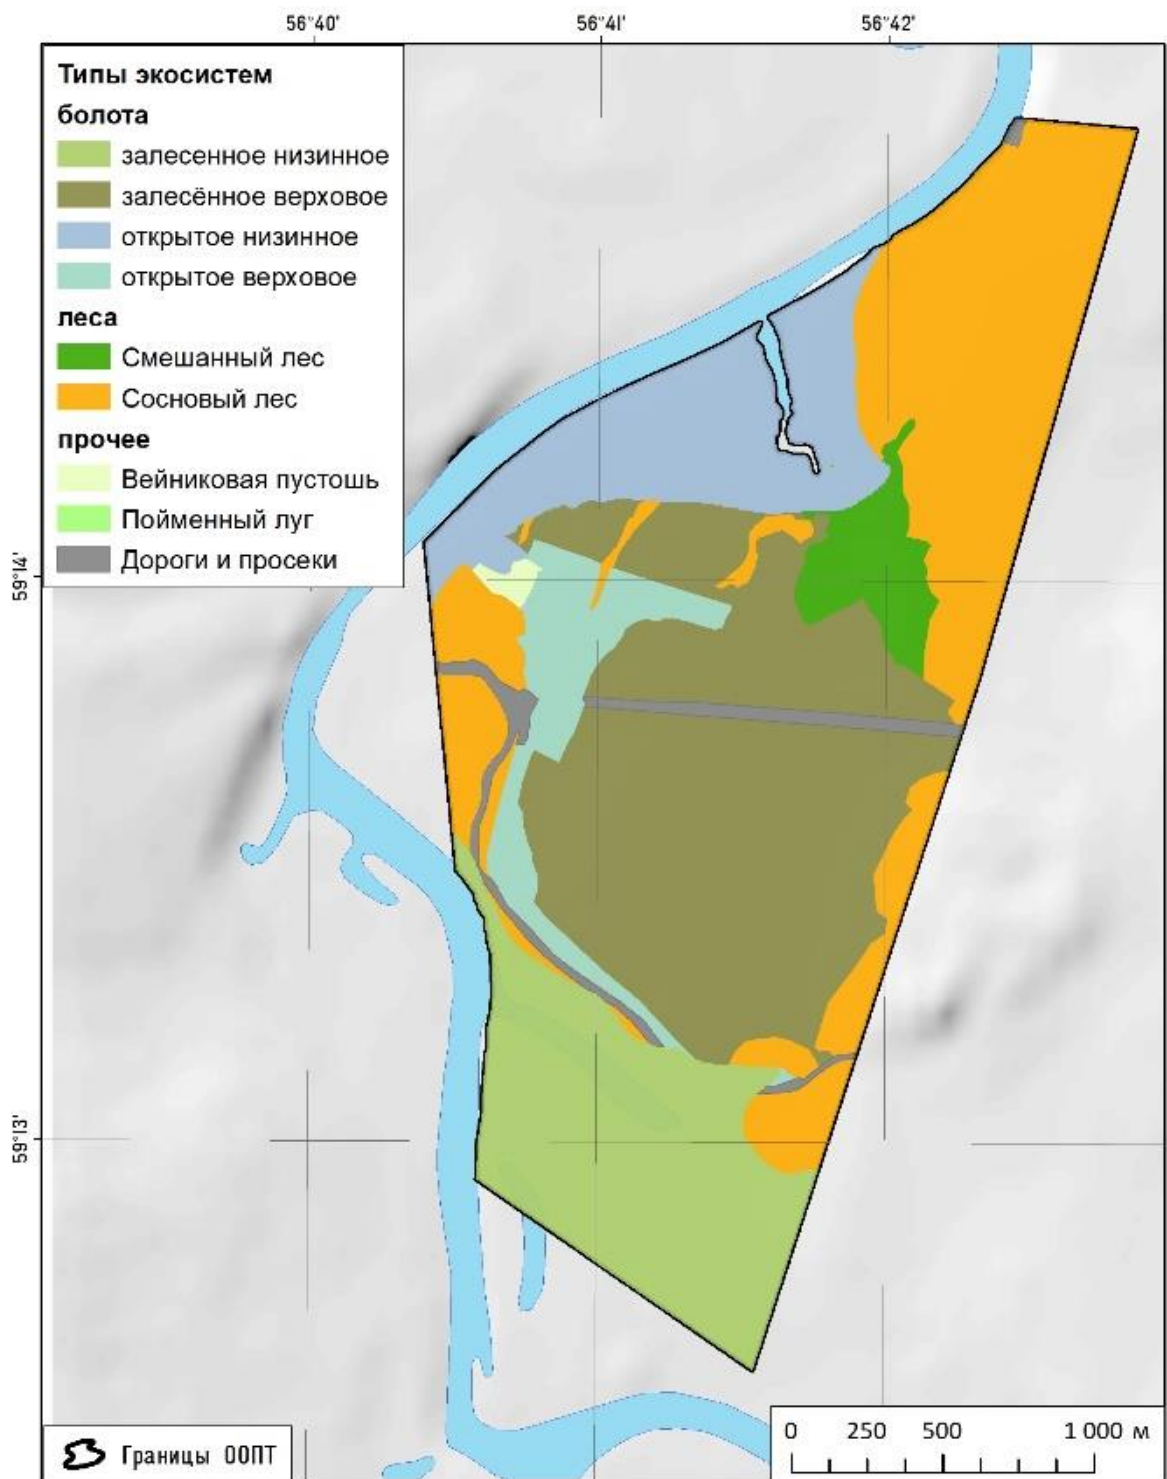 56°40' 56°41' 56°42'
Типы экосистем
болота
залесенное низинное
залесённое верховое
открытое низинное
открытое верховое
леса
Смешанный лес
Сосновый лес
прочее
Вейниковая пустошь
Пойменный луг
Дороги и просеки
59°14'
59°13'
Границы ООПТ
0 250 500 1 000 м